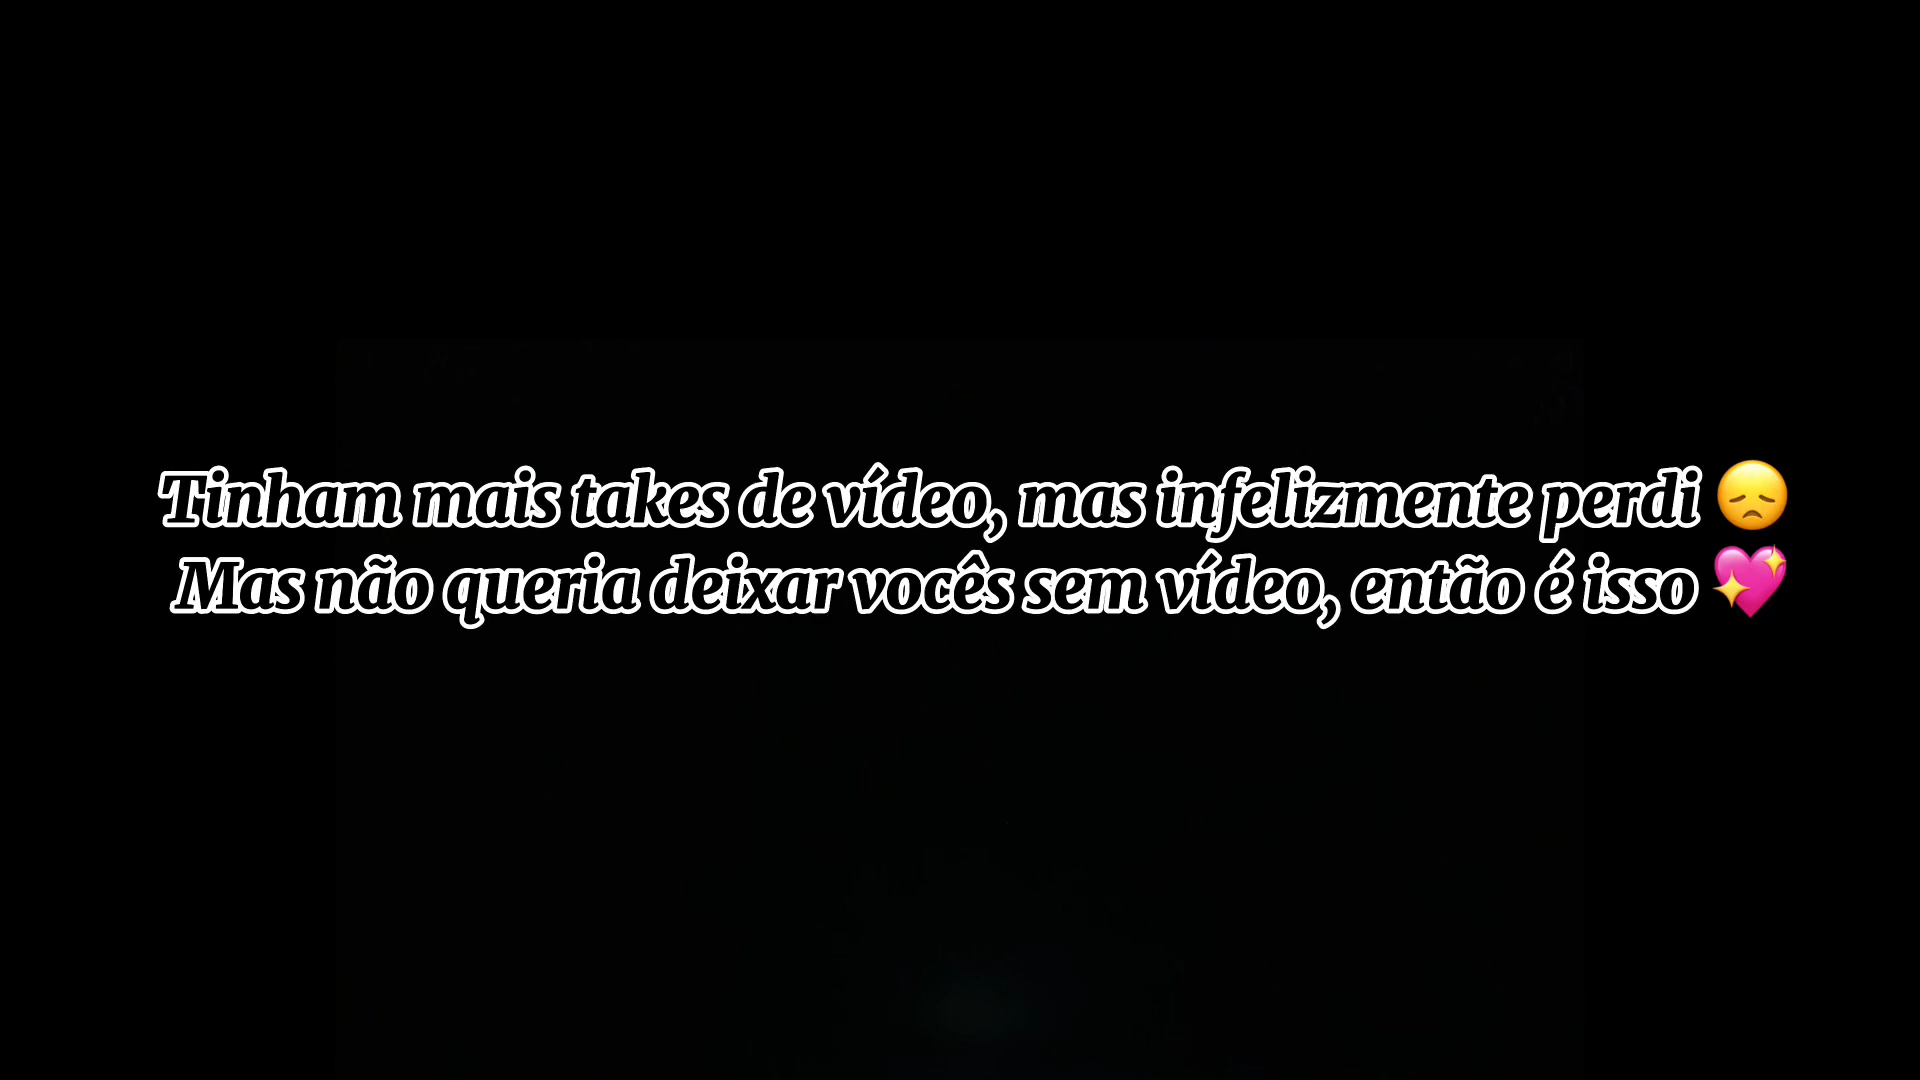 Tinham mais takes de vídeo, mas infelizmente perdi 😞
Mas não queria deixar vocês sem vídeo, então é isso 💖